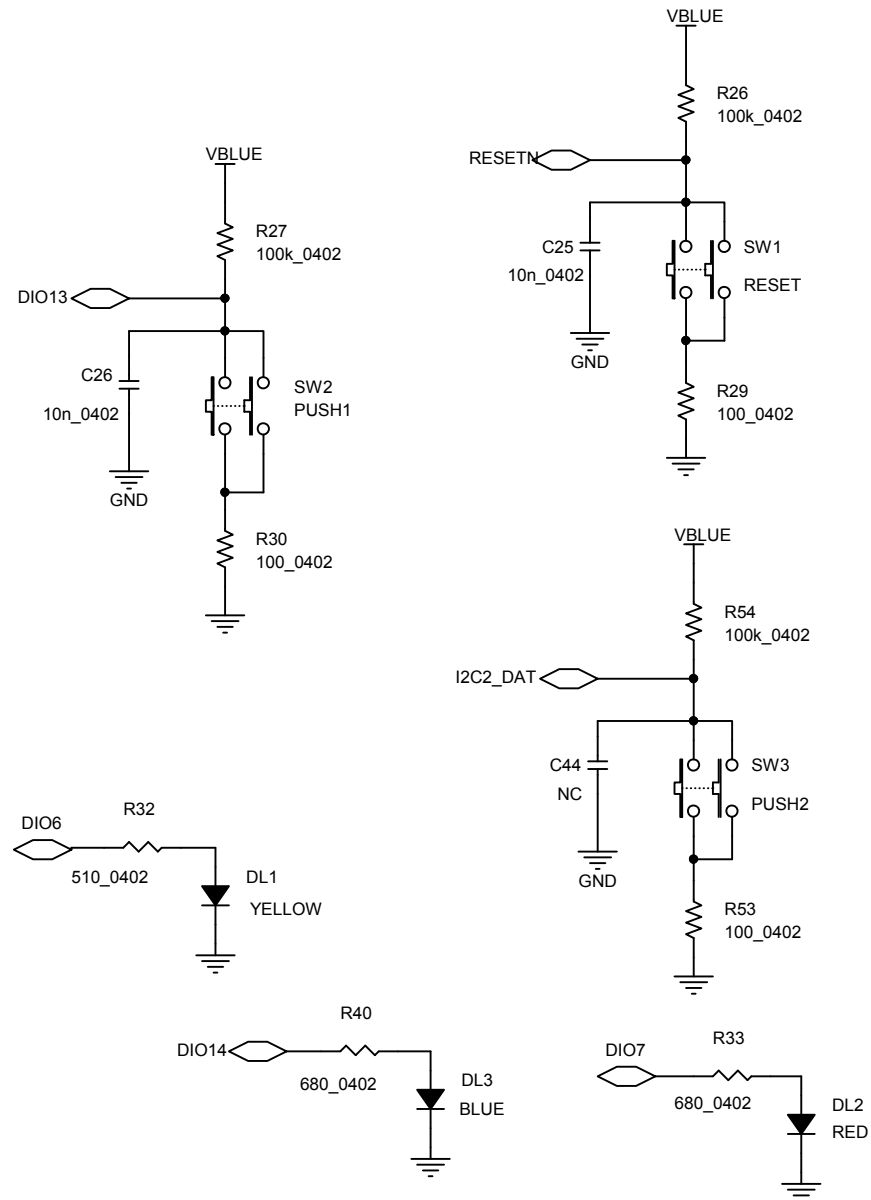 VBLUE
R26
100k_0402
RESETN
C25
10n_0402
SW1
RESET
GND
R29
100_0402
VBLUE
R27
100k_0402
DIO13
C26
10n_0402
SW2
PUSH1
GND
R30
100_0402
VBLUE
R54
100k_0402
I2C2_DAT
C44
NC
SW3
PUSH2
GND
R53
100_0402
DIO6
R32
510_0402
DL1
YELLOW
DIO14
R40
680_0402
DL3
BLUE
DIO7
R33
680_0402
DL2
RED